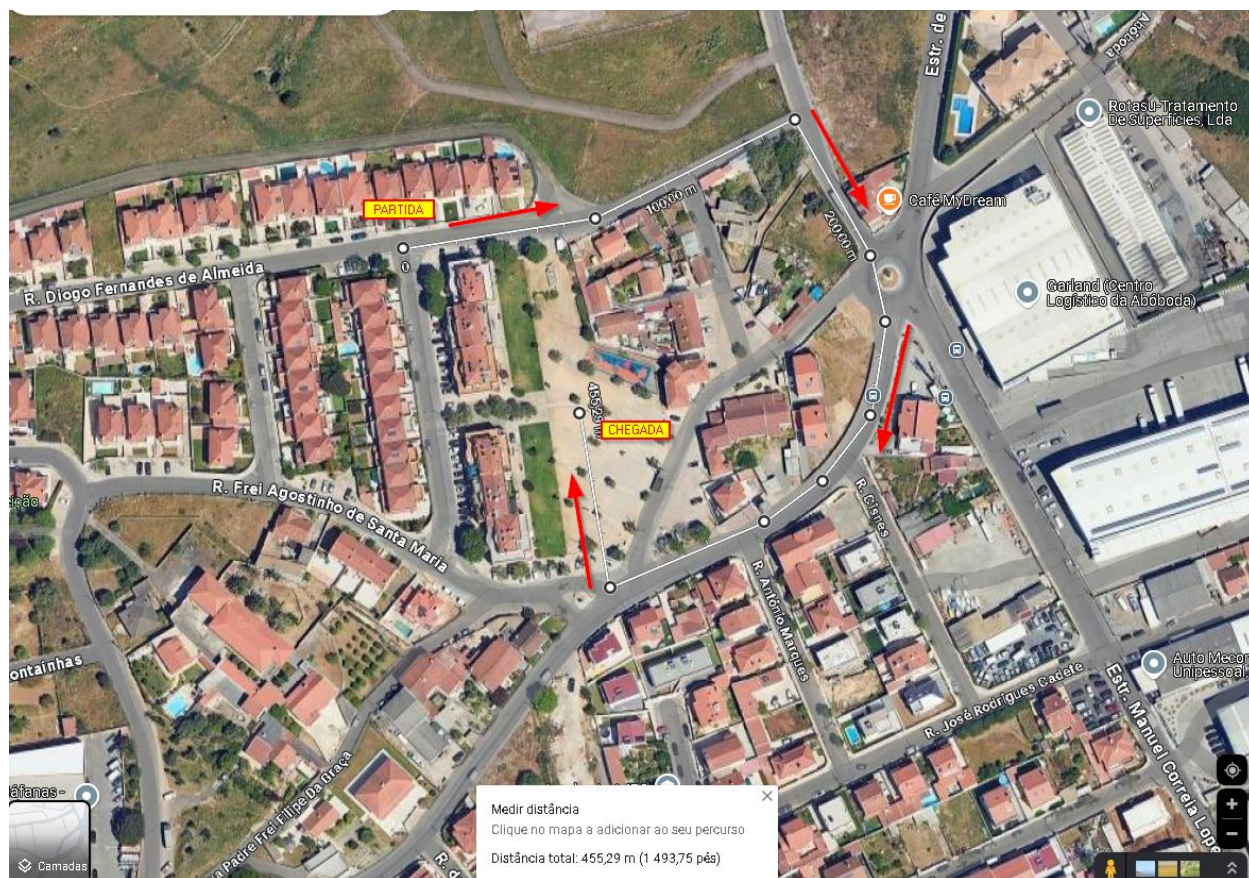 Estr. de
Abóboda
Rotasu-Tratamento
De Superfícies, Lda
PARTIDA
Café MyDream
100,00 m
200,00 m
0
R. Diogo Fernandes de Almeida
Garland (Centro
Logístico da Abóboda)
455,29 m
CHEGADA
R. Frei Agostinho de Santa Maria
R. Cisnes
R. António Marques
ontaínhas
R. José Rodrigues Cadete
Auto Mecor
Unipessoal,
Estr. Manuel Correia Lope
a Padre Frei Filipe Da Graça
áfanas -
R. d
Camadas
Medir distância
Clique no mapa a adicionar ao seu percurso
Distância total: 455,29 m (1 493,75 pés)